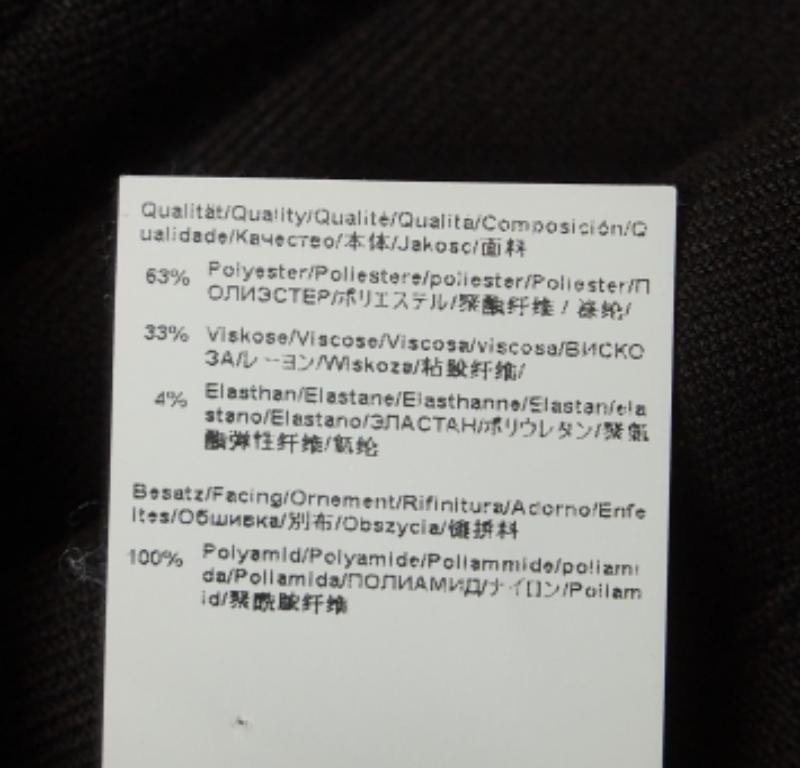 Qualität/Quality/Qualité/Qualità/Composición/Q
ualidade/Качество/本体/Jakosc/面料
63% Polyester/Poliestere/poliester/Poliester/П
ОЛИЭСТЕР/ポリエステル/聚酯纤维 / 涤纶/
33% Viskose/Viscose/Viscosa/viscosa/ВИСКО
ЗА/レーヨン/Wiskoza/粘胶纤维/
4% Elasthan/Elastane/Elasthanne/Elastan/ela
stano/Elastano/ЭЛАСТАН/ポリウレタン/聚氨
酯弹性纤维/氨纶
Besatz/Facing/Ornement/Rifinitura/Adorno/Enfe
ites/Обшивка/別布/Obszycia/镶拼料
100% Polyamid/Polyamide/Poliammide/poliami
da/Poliamida/ПОЛИАМИД/ナイロン/Poliam
id/聚酰胺纤维